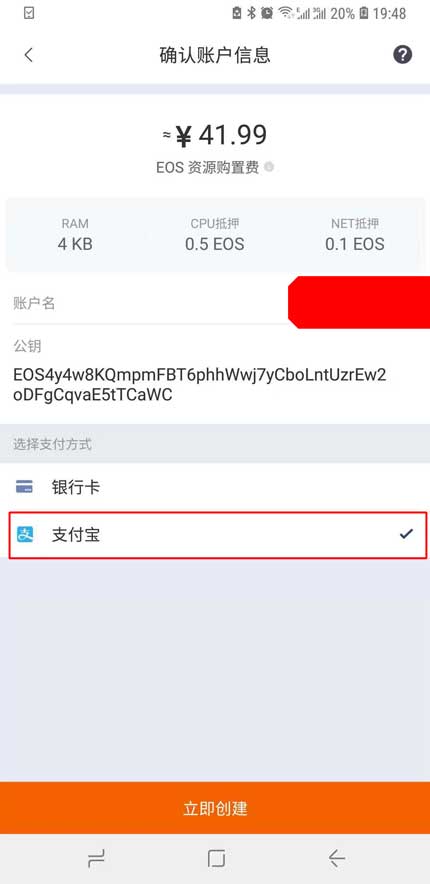 20% 19:48
确认账户信息
≈¥ 41.99
EOS 资源购置费
RAM CPU抵押 NET抵押
4 KB 0.5 EOS 0.1 EOS
账户名
公钥
EOS4y4w8KQmpmFBT6phhWwj7yCboLntUzrEw2
oDFgCqvaE5tTCaWC
选择支付方式
银行卡
支付宝
立即创建